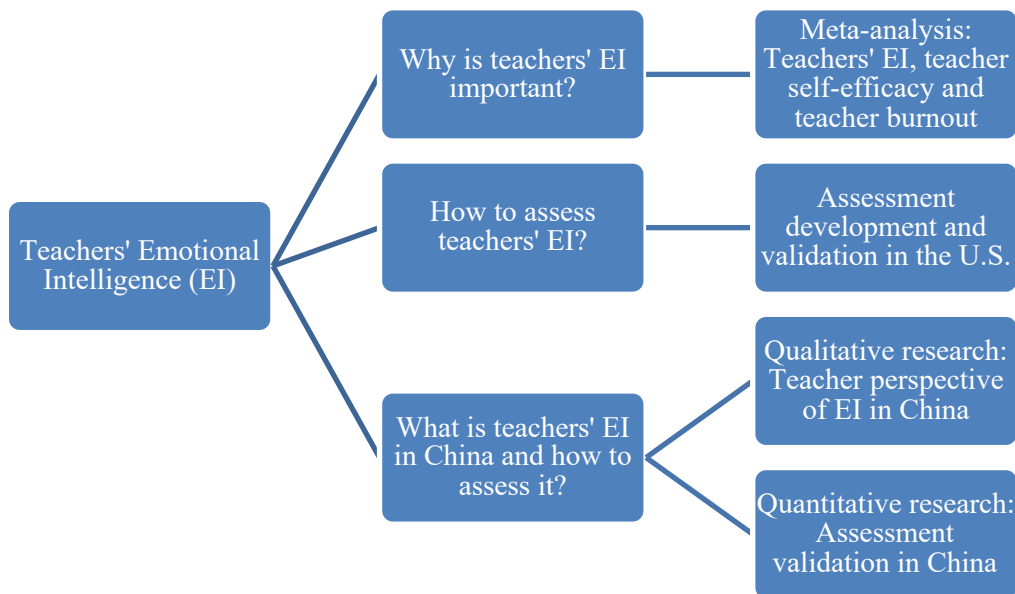 Teachers' Emotional
Intelligence (EI)
Why is teachers' EI
important?
Meta-analysis:
Teachers' EI, teacher
self-efficacy and
teacher burnout
How to assess
teachers' EI?
Assessment
development and
validation in the U.S.
What is teachers' EI
in China and how to
assess it?
Qualitative research:
Teacher perspective
of EI in China
Quantitative research:
Assessment
validation in China